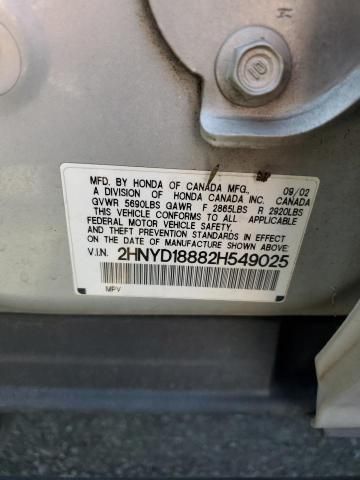 10
MFD. BY HONDA OF CANADA MFG. 09/02
A DIVISION OF HONDA CANADA INC. CANADA
GVWR 5690LBS GAWR F 2865LBS R 2920LBS
THIS VEHICLE CONFORMS TO ALL APPLICABLE
FEDERAL MOTOR VEHICLE SAFETY,
AND THEFT PREVENTION STANDARDS IN EFFECT
ON THE DATE OF MANUFACTURE SHOWN ABOVE.
V.I.N. 2HNYD18882H549025
MPV